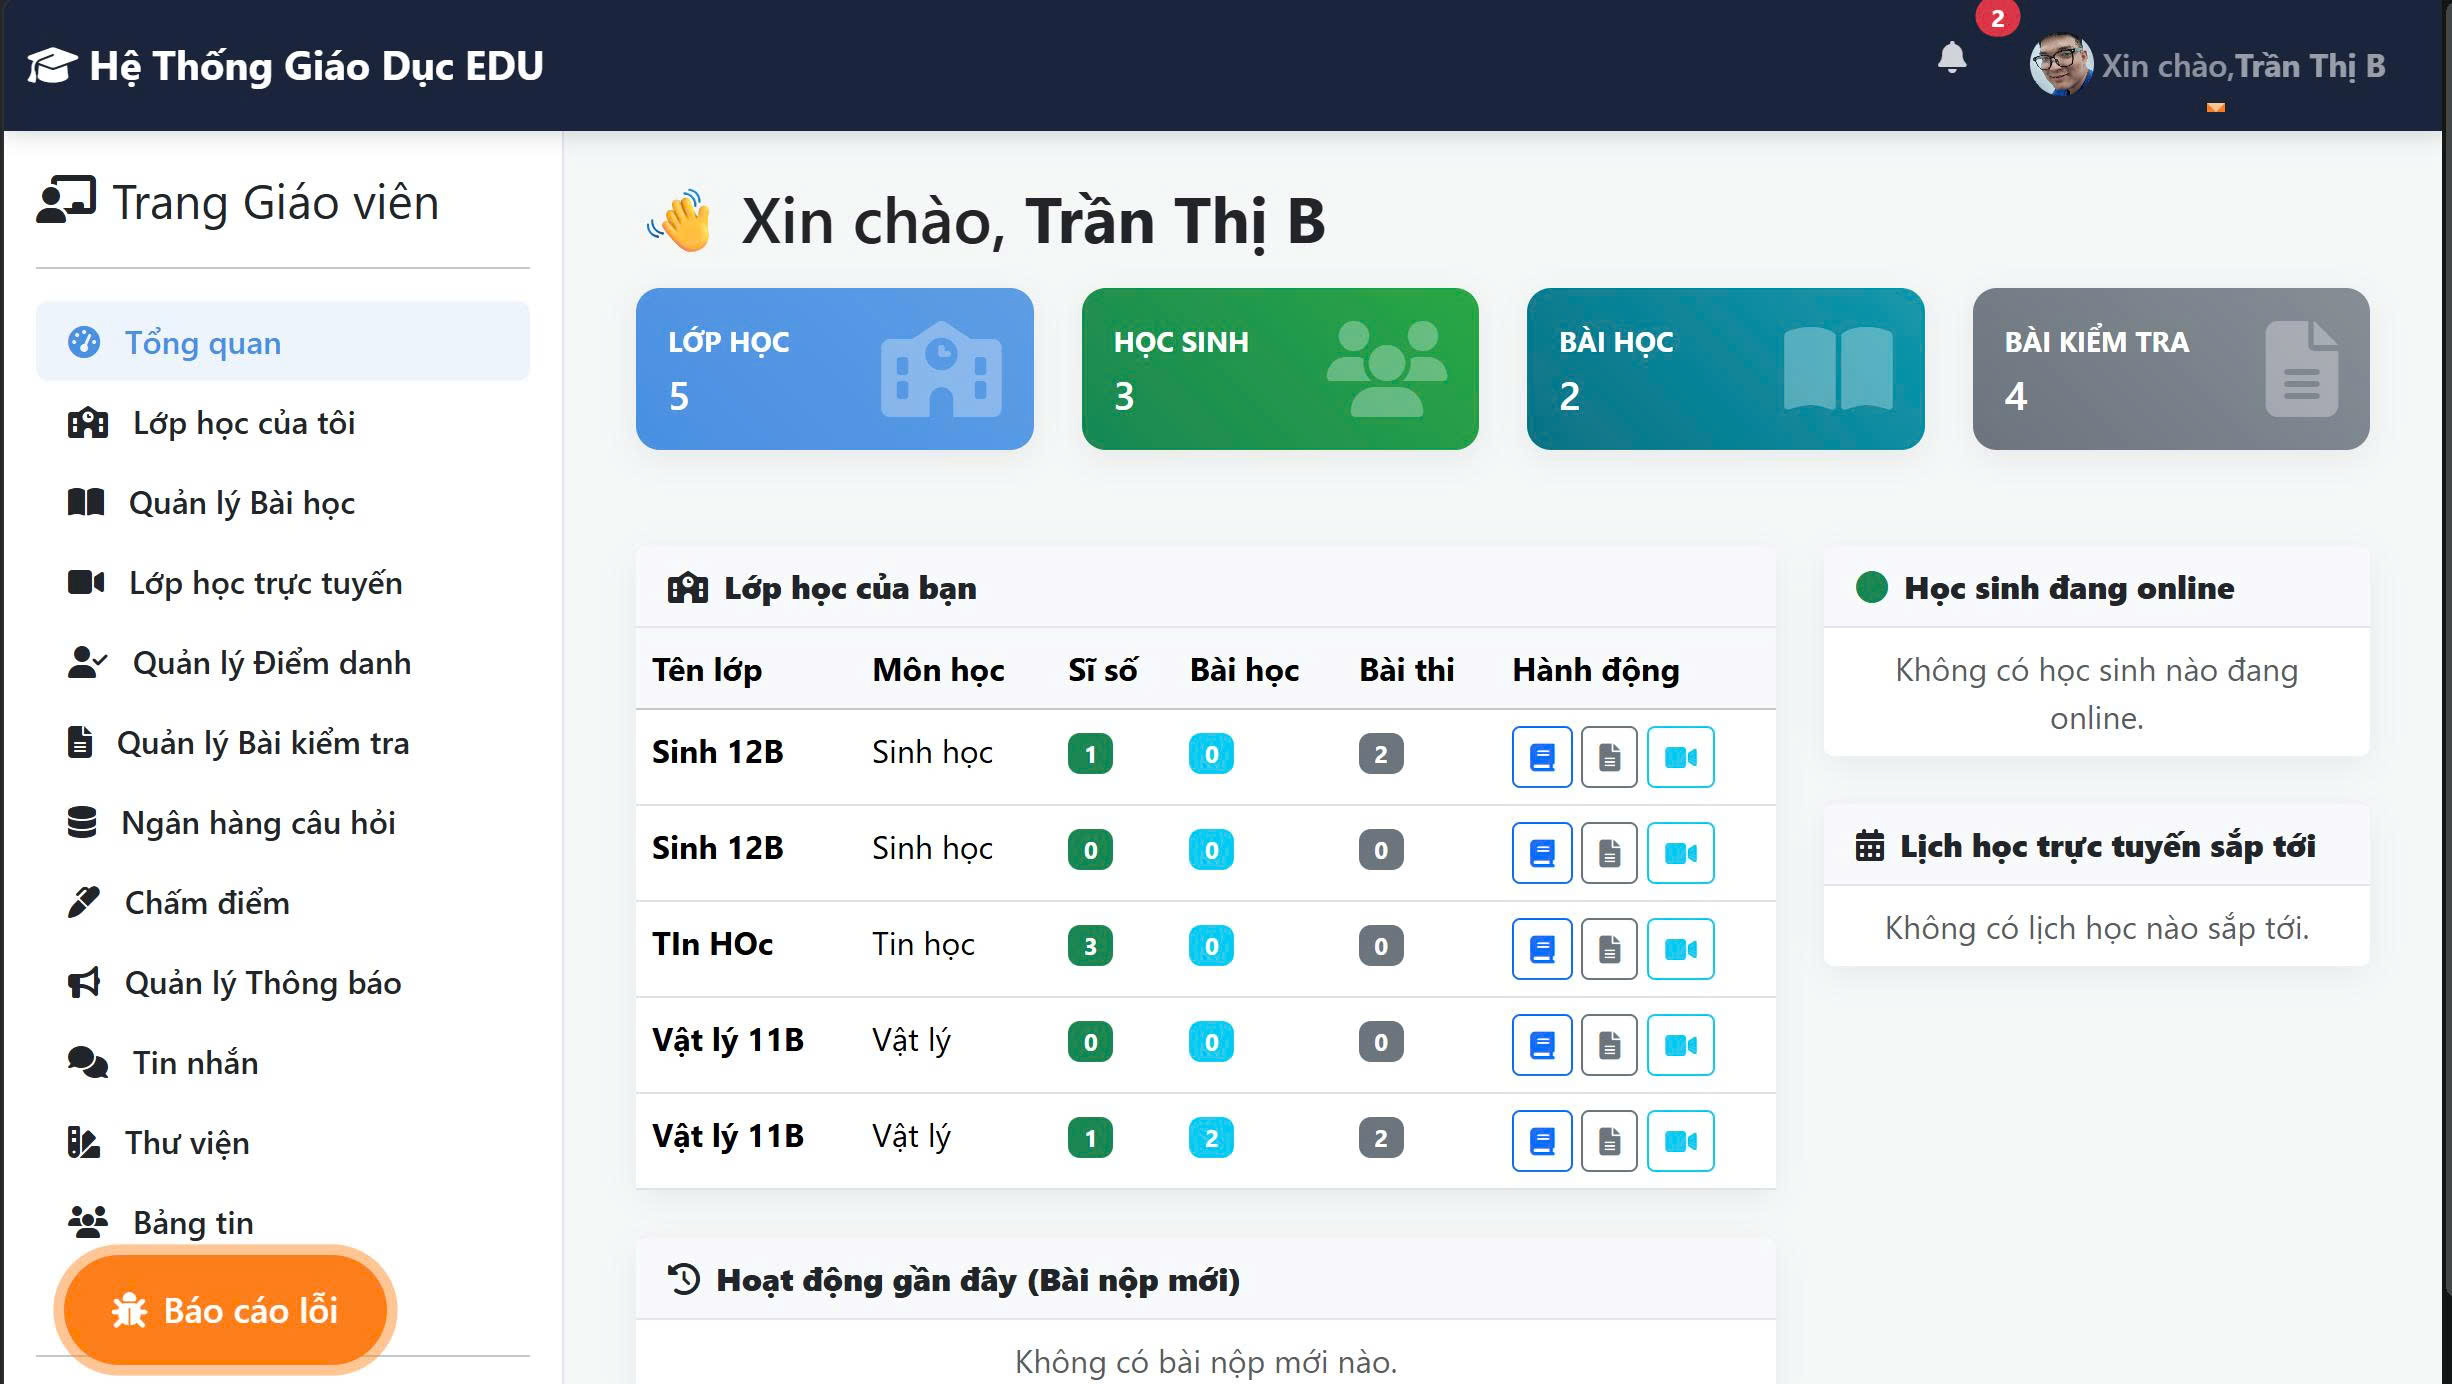 Hệ Thống Giáo Dục EDU
2
Xin chào,Trần Thị B
Trang Giáo viên
Tổng quan
Lớp học của tôi
Quản lý Bài học
Lớp học trực tuyến
Quản lý Điểm danh
Quản lý Bài kiểm tra
Ngân hàng câu hỏi
Chấm điểm
Quản lý Thông báo
Tin nhắn
Thư viện
Bảng tin
Báo cáo lỗi
Xin chào, Trần Thị B
LỚP HỌC
5
HỌC SINH
3
BÀI HỌC
2
BÀI KIỂM TRA
4
Lớp học của bạn
Tên lớp Môn học Sĩ số Bài học Bài thi Hành động
Sinh 12B Sinh học 1 0 2
Sinh 12B Sinh học 0 0 0
TIn HOc Tin học 3 0 0
Vật lý 11B Vật lý 0 0 0
Vật lý 11B Vật lý 1 2 2
Hoạt động gần đây (Bài nộp mới)
Không có bài nộp mới nào.
Học sinh đang online
Không có học sinh nào đang
online.
Lịch học trực tuyến sắp tới
Không có lịch học nào sắp tới.